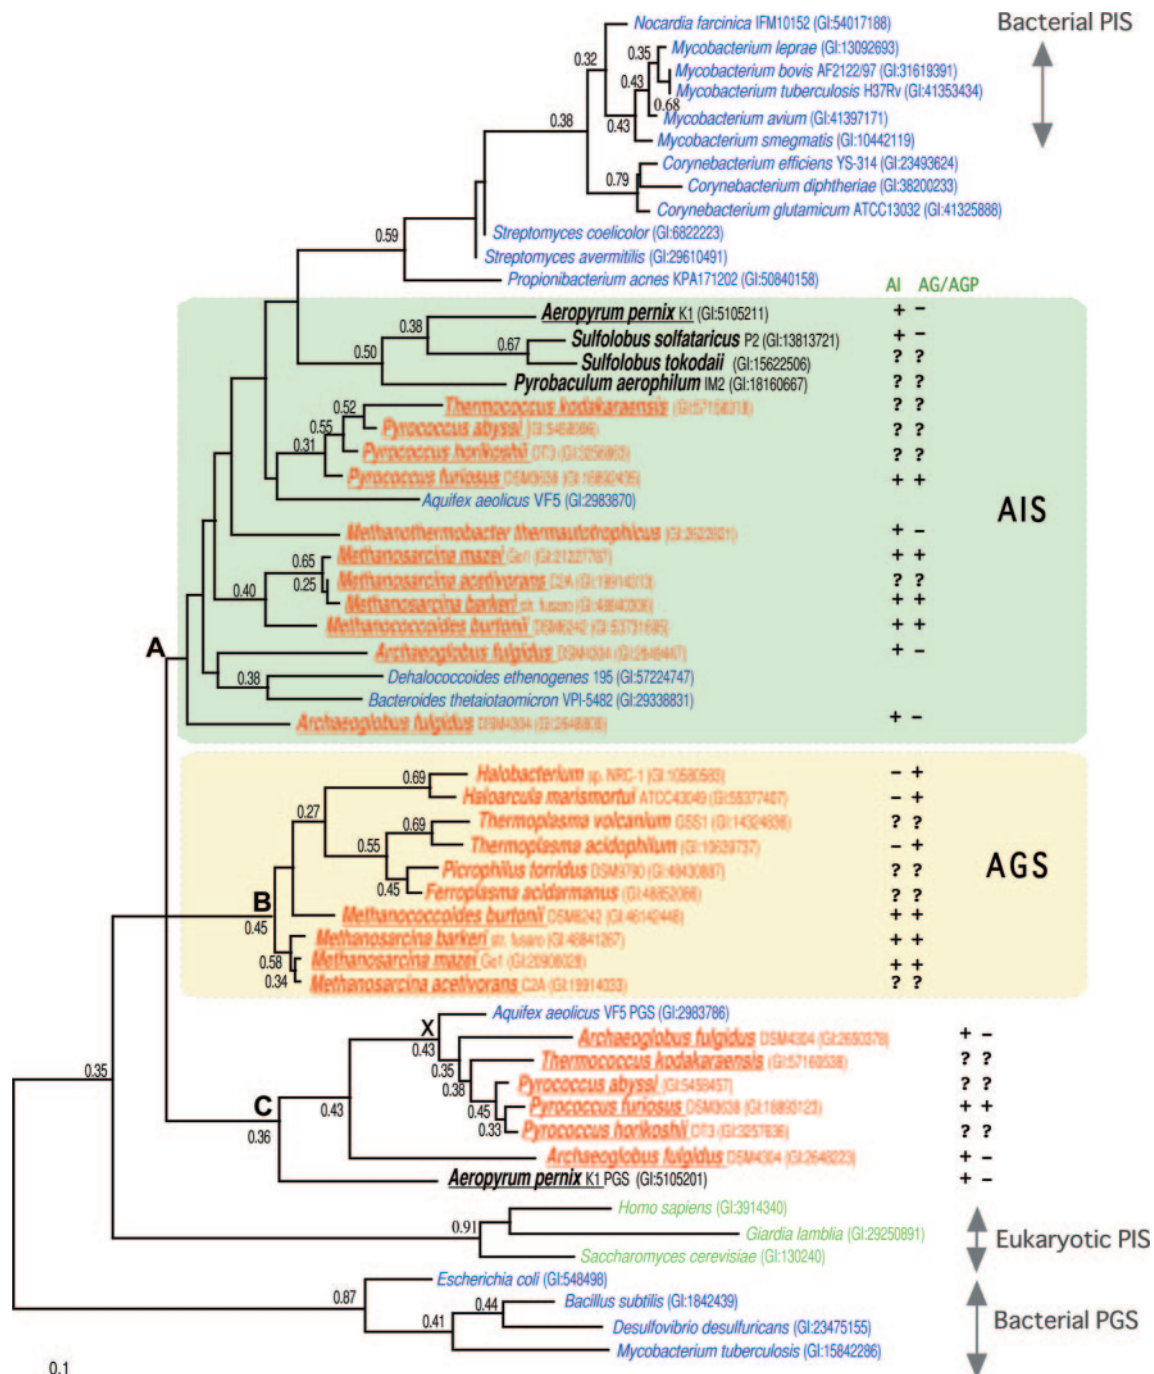 Nocardia farcinica IFM10152 (GI:54017188)
Bacterial PIS
0.35
Mycobacterium leprae (GI:13092693)
0.32
Mycobacterium bovis AF2122/97 (GI:31619391)
0.43
Mycobacterium tuberculosis H37Rv (GI:41353434)
0.68
0.38
0.43
Mycobacterium avium (GI:41397171)
Mycobacterium smegmatis (GI:10442119)
Corynebacterium efficiens YS-314 (GI:23493624)
0.79
Corynebacterium diphtheriae (GI:38200233)
Corynebacterium glutamicum ATCC13032 (GI:41325888)
0.59
Streptomyces coelicolor (GI:6822223)
Streptomyces avermitilis (GI:29610491)
Propionibacterium acnes KPA171202 (GI:50840158)
AI AG/AGP
Aeropyrum pernix K1 (GI:5105211) + –
0.38
Sulfolobus solfataricus P2 (GI:13813721) + –
0.50
0.67
Sulfolobus tokodaii (GI:15622506) ? ?
Pyrobaculum aerophilum IM2 (GI:18160667) ? ?
0.52
Thermococcus kodakaraensis ? ?
0.55
Pyrococcus abyssi ? ?
0.31
Pyrococcus horikoshii ? ?
Pyrococcus furiosus + +
Aquifex aeolicus VF5 (GI:2983870)
AIS
Methanothermobacter thermautotrophicus + –
0.65
Methanosarcina mazei + +
0.25
Methanosarcina acetivorans ? ?
0.40
Methanosarcina barkeri str. fusaro + +
Methanococcoides burtonii + +
A
Archaeoglobus fulgidus + –
0.38
Dehalococcoides ethenogenes 195 (GI:57224747)
Bacteroides thetaiotaomicron VPI-5482 (GI:29338831)
Archaeoglobus fulgidus + –
0.69
Halobacterium sp. NRC-1 – +
Haloarcula marismortui – +
0.27
0.69
Thermoplasma volcanium ? ?
0.55
Thermoplasma acidophilum – +
AGS
Picrophilus torridus ? ?
0.45
Ferroplasma acidarmanus ? ?
B
0.45
Methanococcoides burtonii + +
Methanosarcina barkeri str. fusaro + +
0.58
Methanosarcina mazei + +
0.34
Methanosarcina acetivorans ? ?
Aquifex aeolicus VF5 PGS (GI:2983786)
X
0.43
Archaeoglobus fulgidus + –
0.35
Thermococcus kodakaraensis ? ?
0.35
0.38
Pyrococcus abyssi ? ?
C
0.43
0.45
Pyrococcus furiosus + +
0.36
0.33
Pyrococcus horikoshii ? ?
Archaeoglobus fulgidus + –
Aeropyrum pernix K1 PGS (GI:5105201) + –
Homo sapiens (GI:3914340)
0.91
Giardia lamblia (GI:29250891)
Eukaryotic PIS
Saccharomyces cerevisiae (GI:130240)
Escherichia coli (GI:548498)
0.87
0.44
Bacillus subtilis (GI:1842439)
0.41
Desulfovibrio desulfuricans (GI:23475155)
Bacterial PGS
Mycobacterium tuberculosis (GI:15842286)
0.1